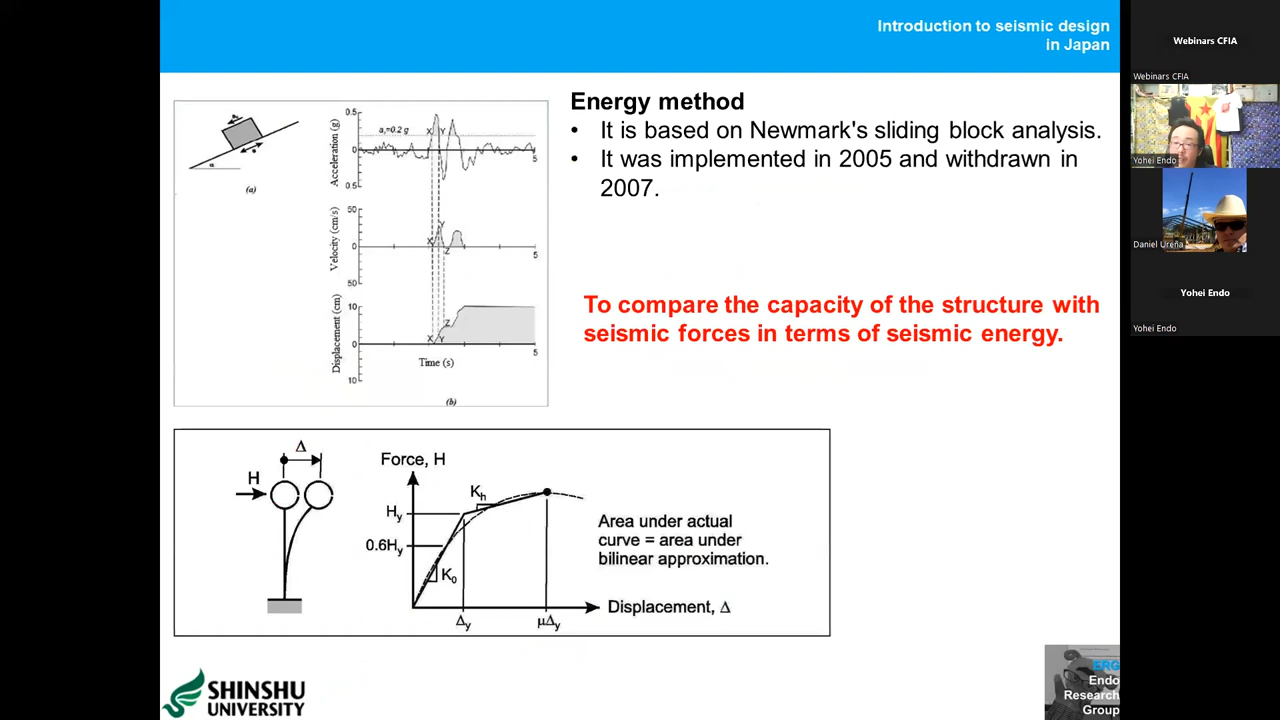 Introduction to seismic design
in Japan
Energy method
• It is based on Newmark's sliding block analysis.
• It was implemented in 2005 and withdrawn in
2007.
To compare the capacity of the structure with
seismic forces in terms of seismic energy.
(a)
Acceleration (g)
0.5
0
0.5
X
Y
5
Velocity (cm/s)
50
0
50
X
Y
Z
5
Displacement (cm)
10
0
10
X
Y
Z
5
Time (s)
(b)
Δ
H
Force, H
Kh
Hy
0.6Hy
K0
Δy
μΔy
Displacement, Δ
Area under actual
curve = area under
bilinear approximation.
SHINSHU
UNIVERSITY
ERG
Endo
Research
Group
Webinars CFIA
Webinars CFIA
Yohei Endo
Daniel Ureña
Yohei Endo
Yohei Endo